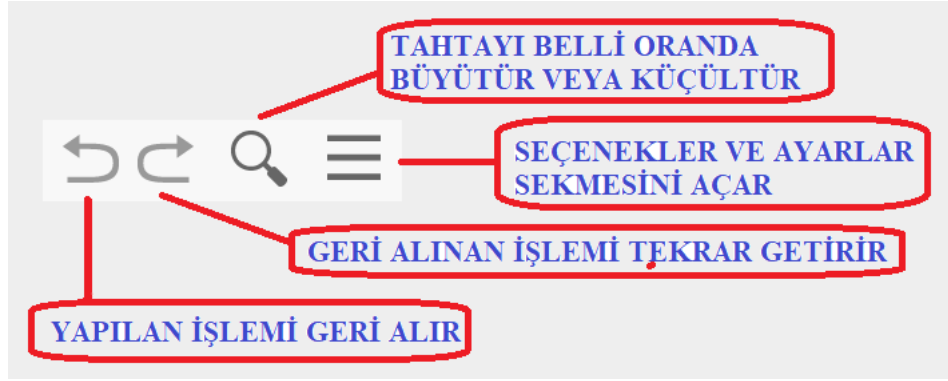 TAHTAYI BELLİ ORANDA
BÜYÜTÜR VEYA KÜÇÜLTÜR
SEÇENEKLER VE AYARLAR
SEKMESİNİ AÇAR
GERİ ALINAN İŞLEMİ TEKRAR GETİRİR
YAPILAN İŞLEMİ GERİ ALIR